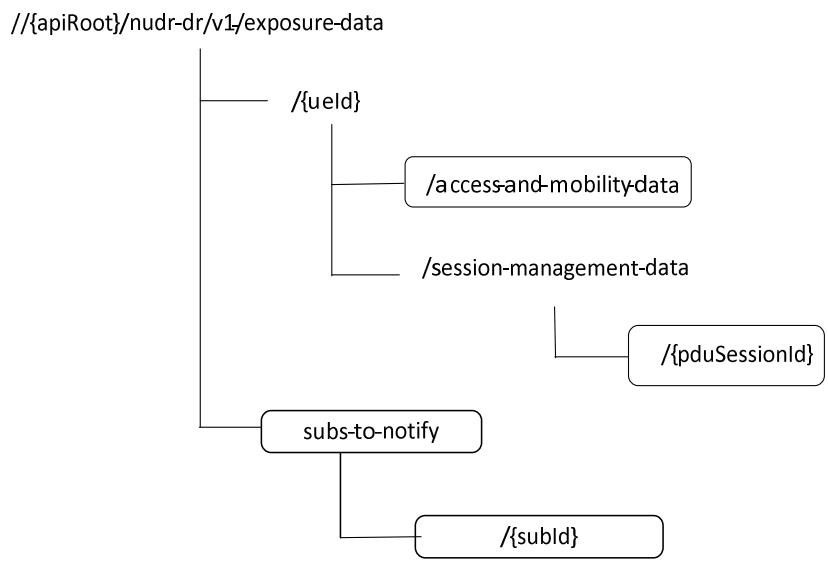 //{apiRoot}/nudr-dr/v1/exposure-data
/{ueId}
/access-and-mobility-data
/session-management-data
/{pduSessionId}
subs-to-notify
/{subId}